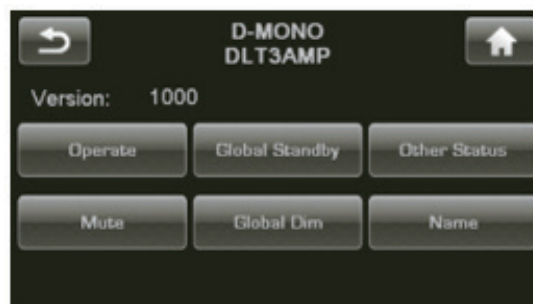 D-MONO
DLT3AMP
Version: 1000
Operate Global Standby Other Status
Mute Global Dim Name